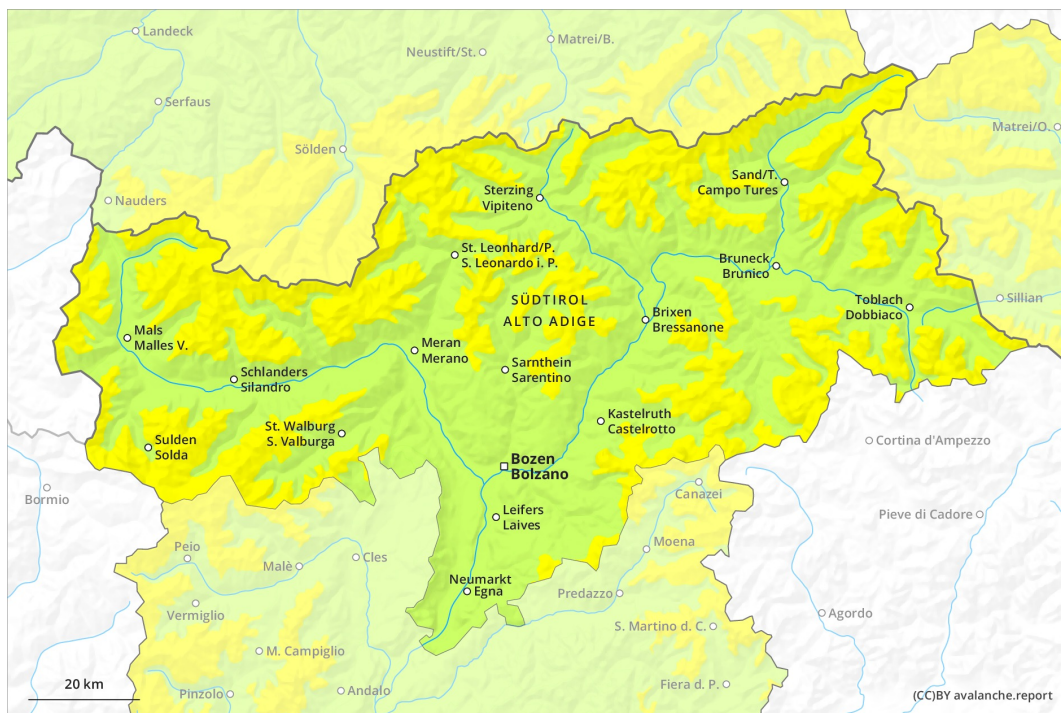 Landeck
Matrei/B.
Neustift/St.
Serfaus
Matrei/O.
Sölden
Sand/T.
Campo Tures
Sterzing
Vipiteno
Nauders
St. Leonhard/P.
S. Leonardo i. P.
Bruneck
Brunico
SÜDTIROL
ALTO ADIGE
Toblach
Dobbiaco
Sillian
Brixen
Bressanone
Mals
Malles V.
Meran
Merano
Sarnthein
Sarentino
Schlanders
Silandro
Kastelruth
Castelrotto
St. Walburg
S. Valburga
Sulden
Solda
Cortina d'Ampezzo
Bozen
Bolzano
Bormio
Canazei
Leifers
Laives
Pieve di Cadore
Moena
Peio
Cles
Malè
Neumarkt
Egna
Predazzo
Vermiglio
Agordo
S. Martino d. C.
M. Campiglio
20 km
Pinzolo
Andalo
Fiera d. P.
(CC)BY avalanche.report